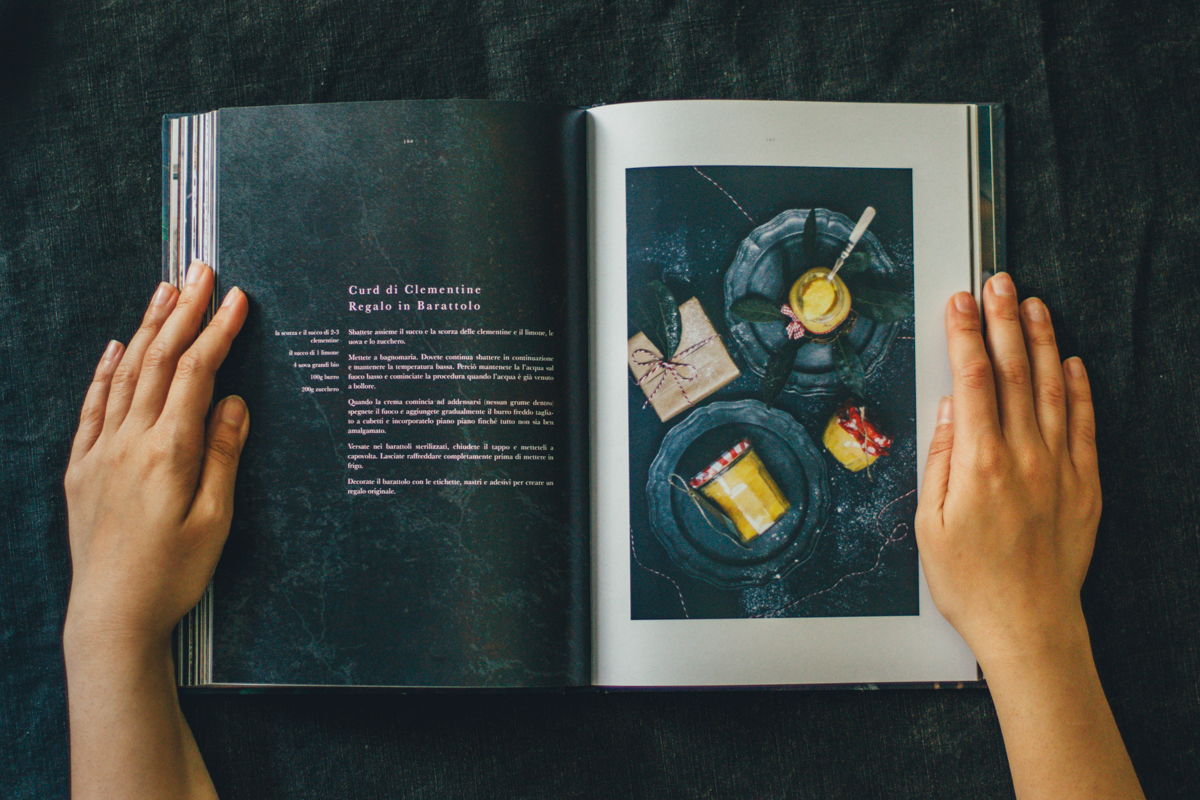 Curd di Clementine
Regalo in Barattolo
la scorza e il succo di 2-3
clementine
il succo di 1 limone
4 uova grandi bio
100g burro
200g zucchero
Sbattete assieme il succo e la scorza delle clementine e il limone, le
uova e lo zucchero.
Mettete a bagnomaria. Dovete continua sbattere in continuazione
e mantenere la temperatura bassa. Perciò mantenete la l'acqua sul
fuoco basso e cominciate la procedura quando l'acqua è già venuto
a bollore.
Quando la crema comincia ad addensarsi (nessun grume dentro)
spegnete il fuoco e aggiungete gradualmente il burro freddo taglia-
to a cubetti e incorporatelo piano piano finché tutto non sia ben
amalgamato.
Versate nei barattoli sterilizzati, chiudete il tappo e metteteli a
capovolta. Lasciate raffreddare completamente prima di mettere in
frigo.
Decorate il barattolo con le etichette, nastri e adesivi per creare un
regalo originale.